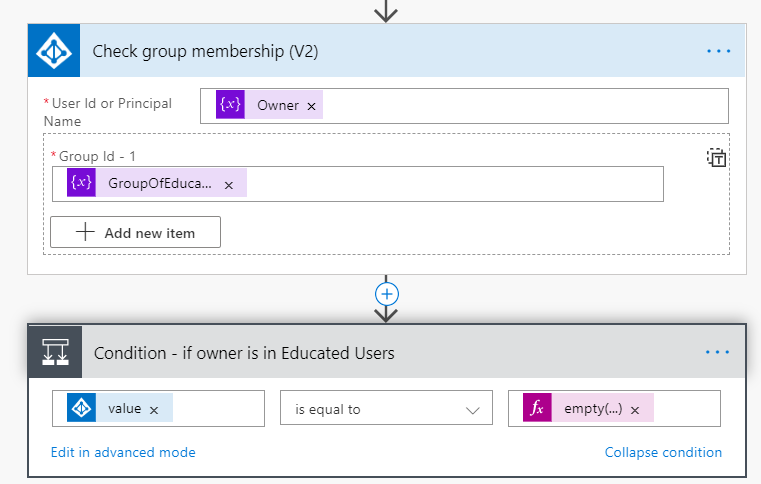 Check group membership (V2)
...
* User Id or Principal
Name
{x} Owner ×
* Group Id - 1
{x} GroupOfEduca... ×
Add new item
Condition - if owner is in Educated Users
...
value ×
is equal to
fx empty(...) ×
Edit in advanced mode
Collapse condition